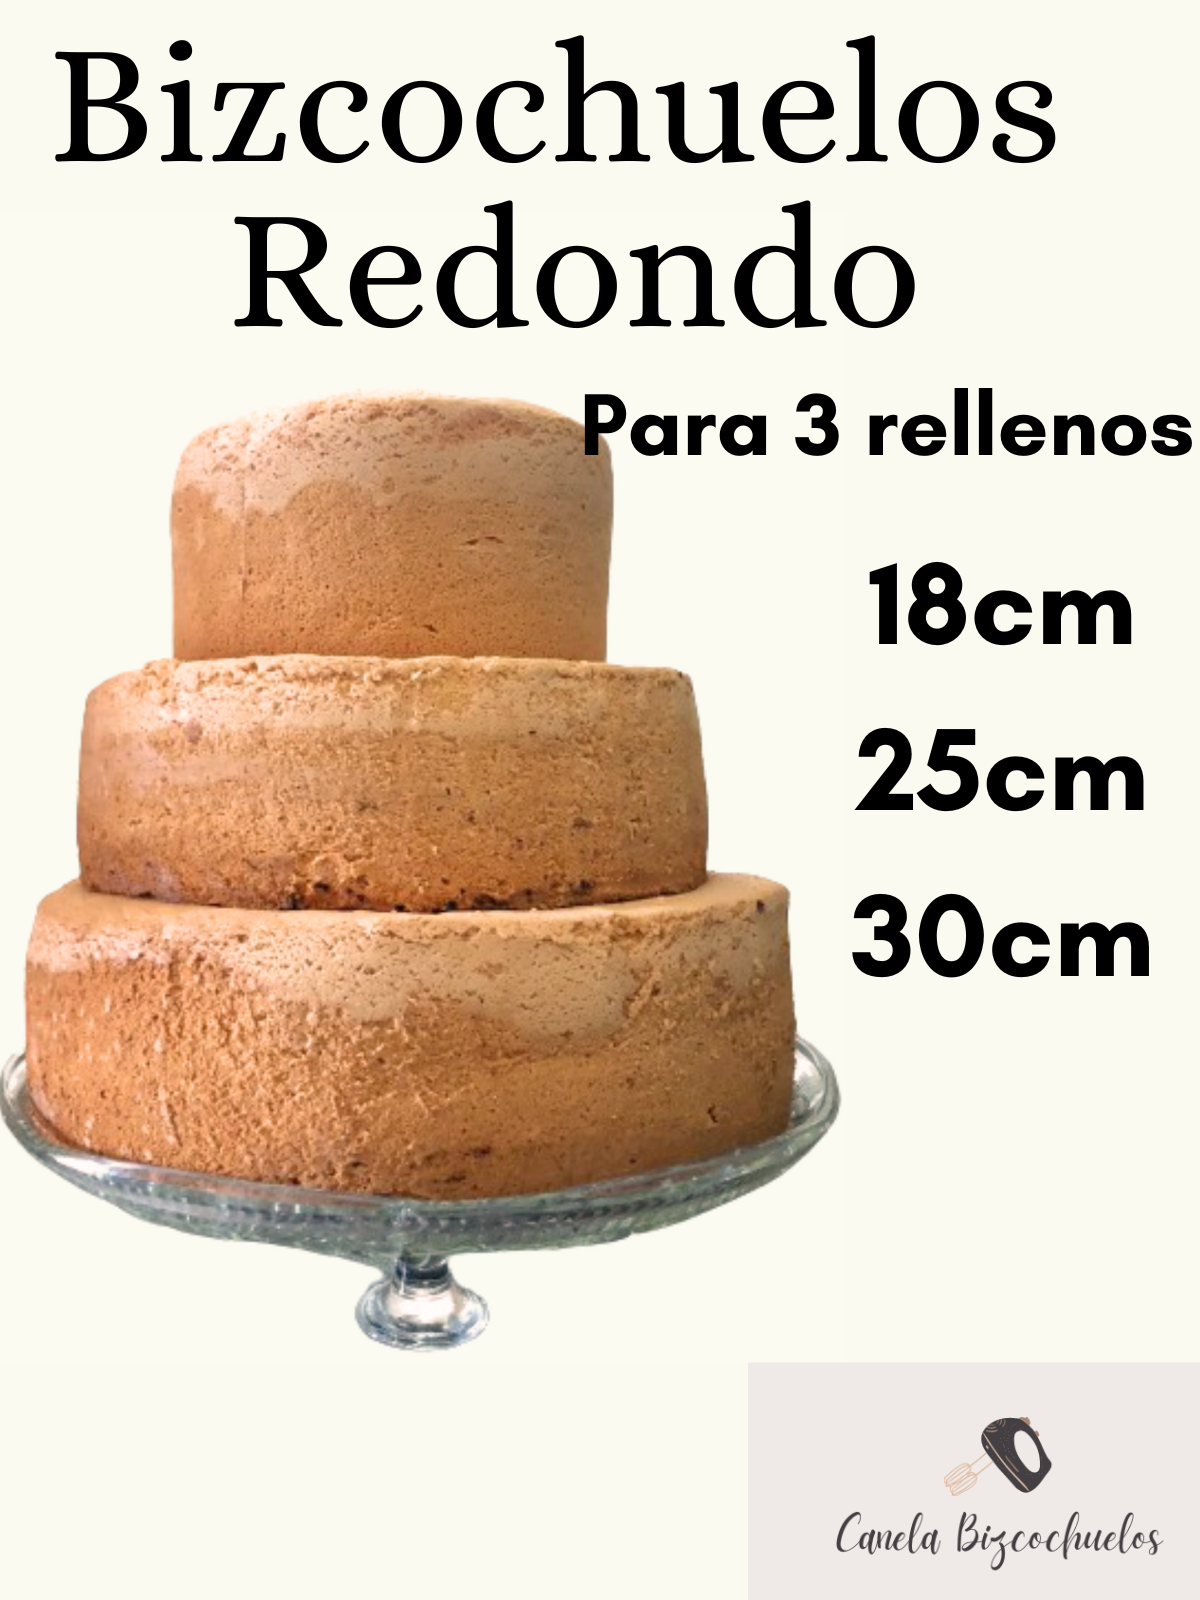 Bizcochuelos
Redondo
Para 3 rellenos
18cm
25cm
30cm
Canela Bizcochuelos